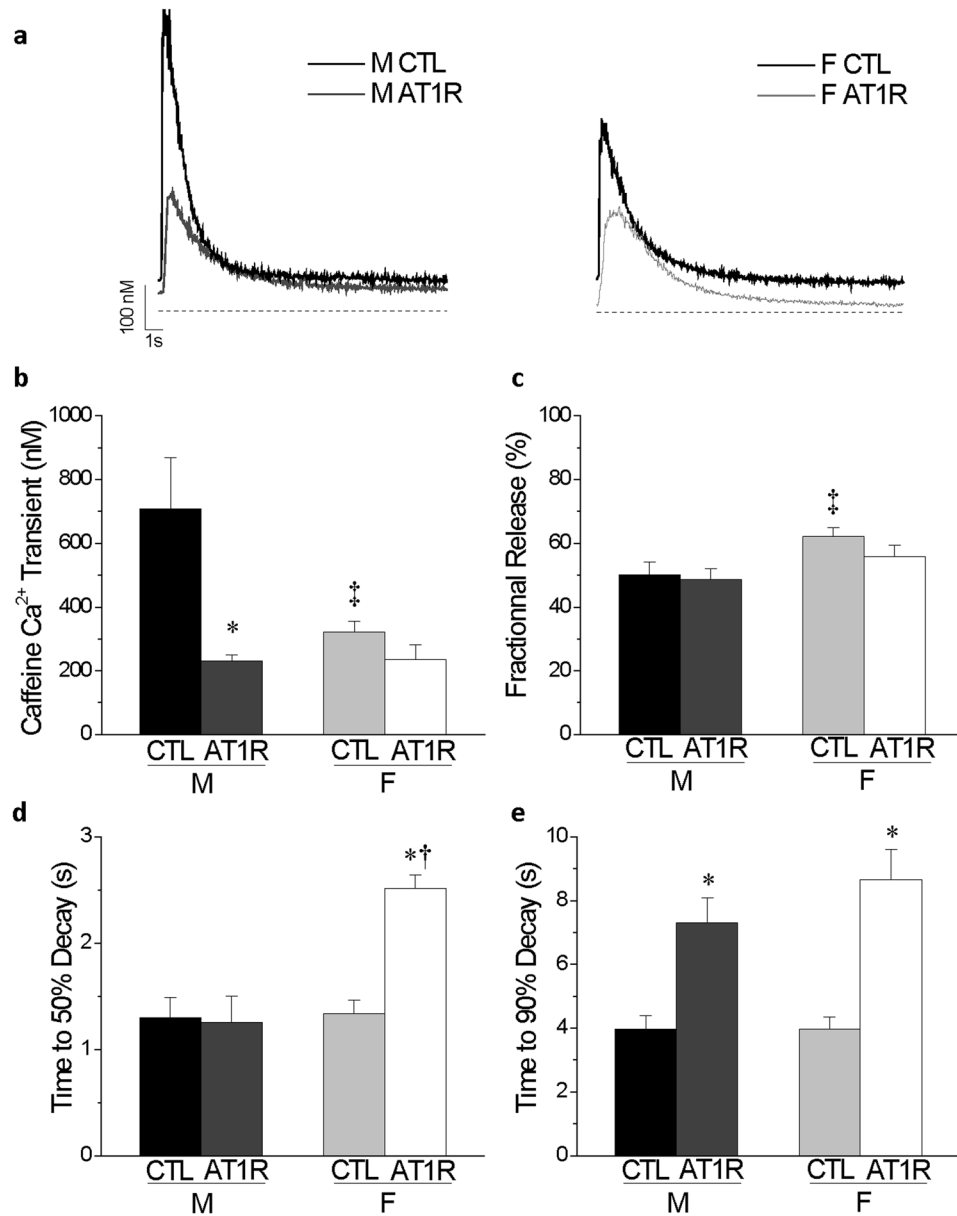 a
M CTL
M AT1R
F CTL
F AT1R
100 nM
1s
b
Caffeine Ca²⁺ Transient (nM)
1000
800
600
400
200
0
*
‡
CTL AT1R
CTL AT1R
M
F
c
Fractionnal Release (%)
100
80
60
40
20
0
‡
CTL AT1R
CTL AT1R
M
F
d
Time to 50% Decay (s)
3
2
1
0
*†
CTL AT1R
CTL AT1R
M
F
e
Time to 90% Decay (s)
10
8
6
4
2
0
*
*
CTL AT1R
CTL AT1R
M
F